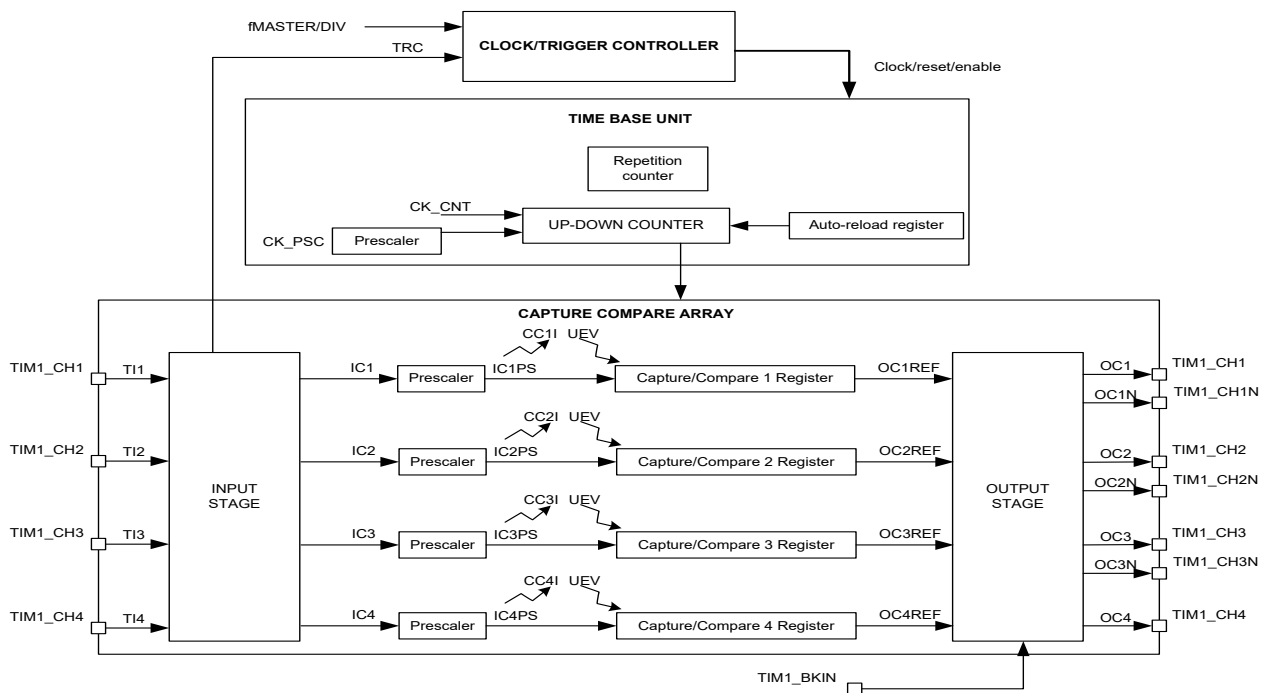 fMASTER/DIV
TRC
CLOCK/TRIGGER CONTROLLER
Clock/reset/enable
TIME BASE UNIT
Repetition
counter
CK_CNT
UP-DOWN COUNTER
Auto-reload register
CK_PSC
Prescaler
CAPTURE COMPARE ARRAY
CC1I UEV
TIM1_CH1
TI1
IC1
Prescaler
IC1PS
Capture/Compare 1 Register
OC1REF
OC1
TIM1_CH1
OC1N
TIM1_CH1N
CC2I UEV
TIM1_CH2
TI2
IC2
Prescaler
IC2PS
Capture/Compare 2 Register
OC2REF
OC2
TIM1_CH2
OC2N
TIM1_CH2N
INPUT
STAGE
OUTPUT
STAGE
CC3I UEV
TIM1_CH3
TI3
IC3
Prescaler
IC3PS
Capture/Compare 3 Register
OC3REF
OC3
TIM1_CH3
OC3N
TIM1_CH3N
CC4I UEV
TIM1_CH4
TI4
IC4
Prescaler
IC4PS
Capture/Compare 4 Register
OC4REF
OC4
TIM1_CH4
TIM1_BKIN